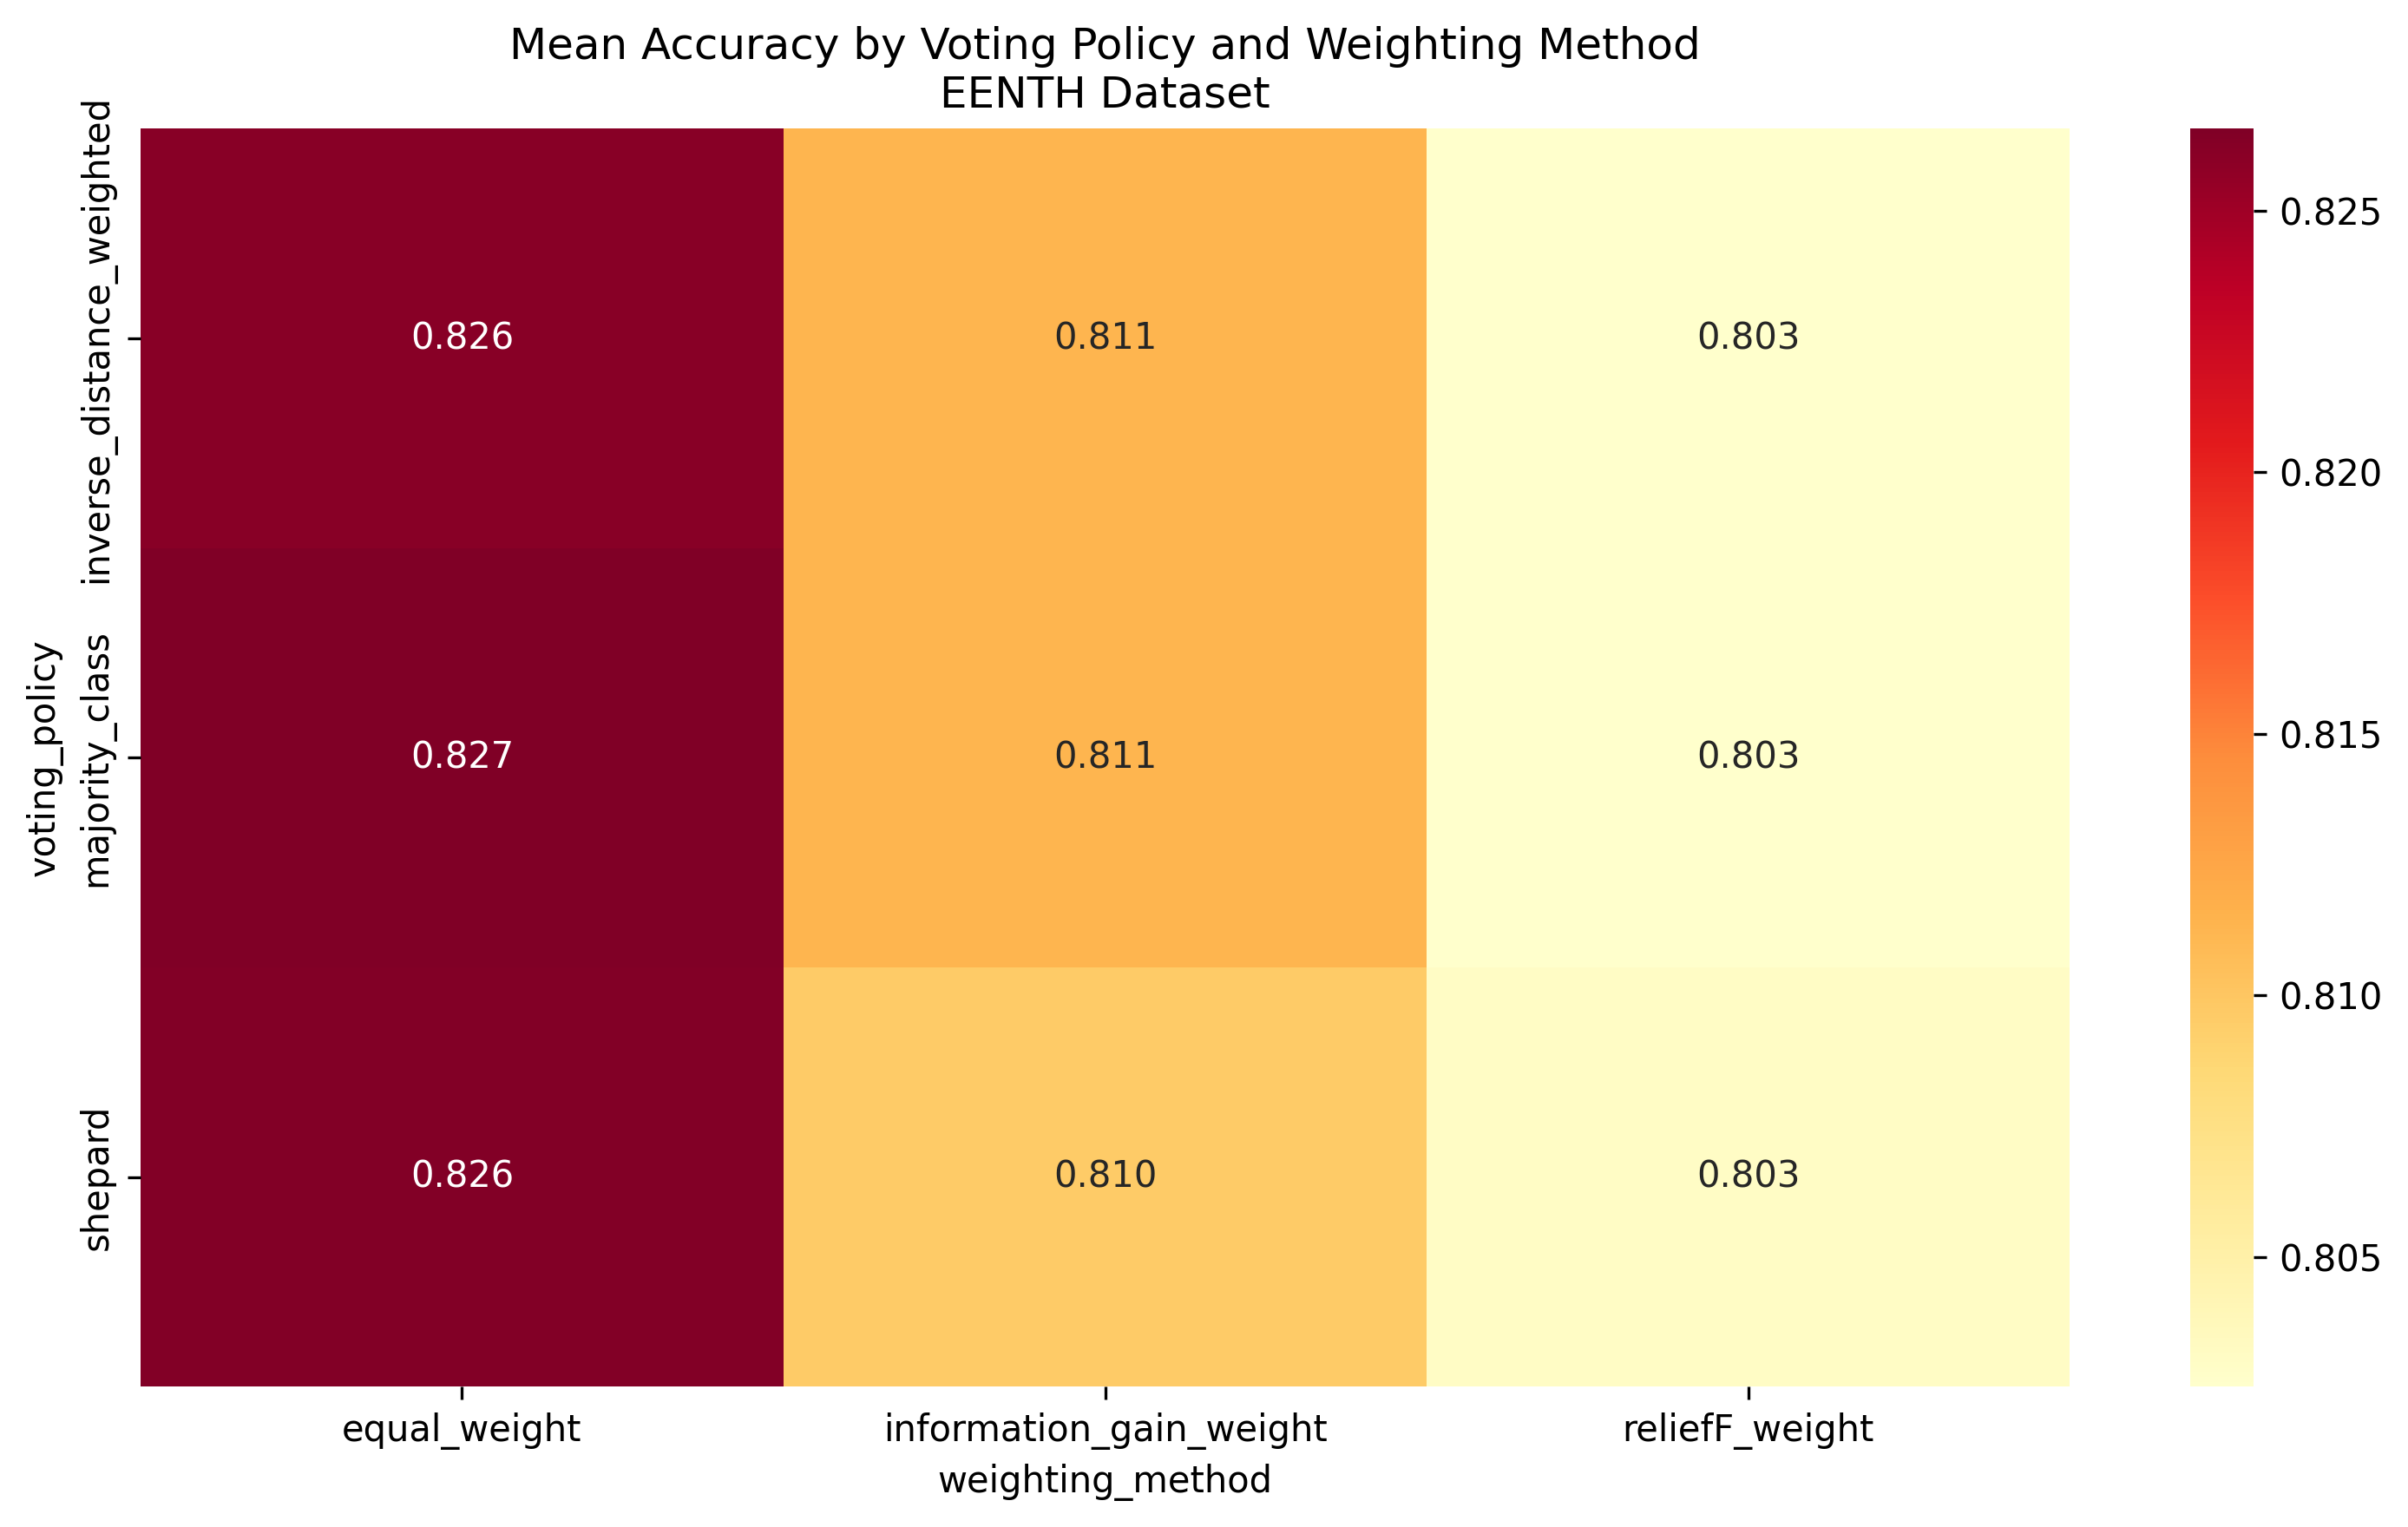 Mean Accuracy by Voting Policy and Weighting Method
EENTH Dataset
voting_policy
inverse_distance_weighted
0.826
0.811
0.803
majority_class
0.827
0.811
0.803
shepard
0.826
0.810
0.803
equal_weight
information_gain_weight
reliefF_weight
weighting_method
0.825
0.820
0.815
0.810
0.805